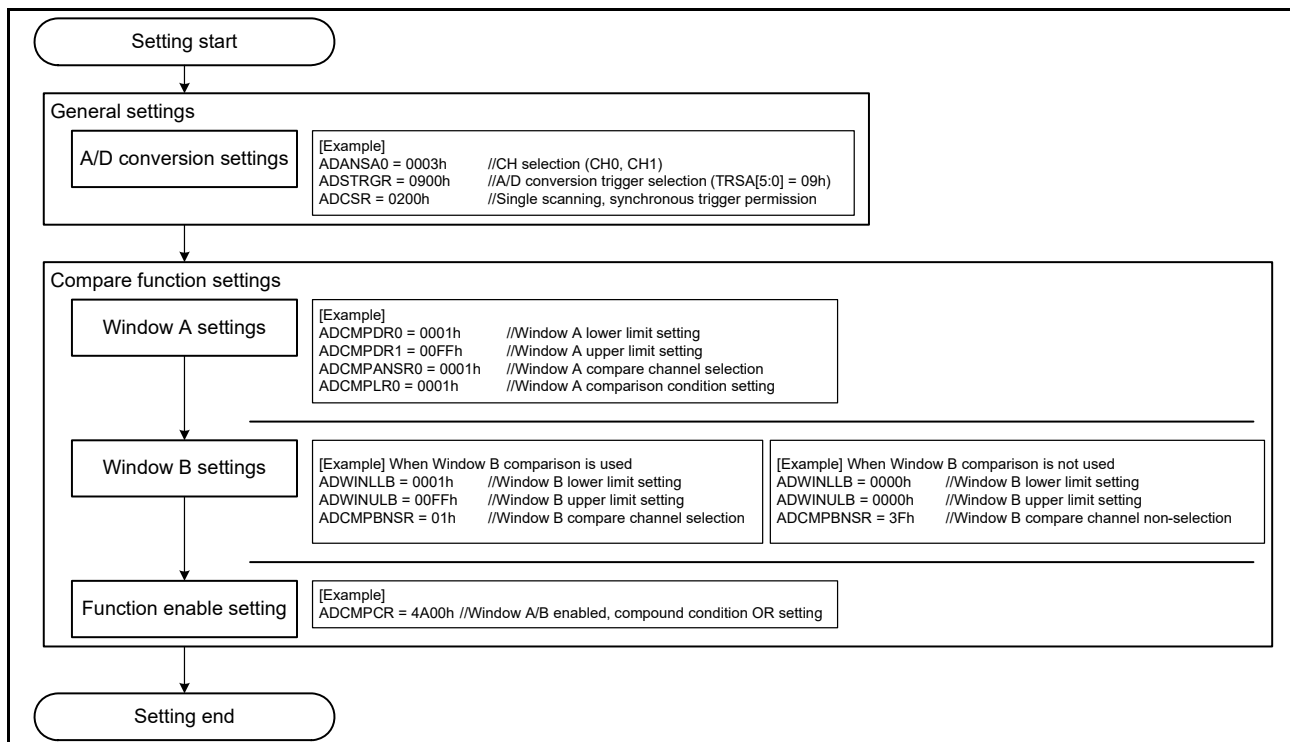 Setting start
General settings
A/D conversion settings
[Example]
ADANSA0 = 0003h //CH selection (CH0, CH1)
ADSTRGR = 0900h //A/D conversion trigger selection (TRSA[5:0] = 09h)
ADCSR = 0200h //Single scanning, synchronous trigger permission
Compare function settings
Window A settings
[Example]
ADCMPDR0 = 0001h //Window A lower limit setting
ADCMPDR1 = 00FFh //Window A upper limit setting
ADCMPANSR0 = 0001h //Window A compare channel selection
ADCMPLR0 = 0001h //Window A comparison condition setting
Window B settings
[Example] When Window B comparison is used
ADWINLLB = 0001h //Window B lower limit setting
ADWINULB = 00FFh //Window B upper limit setting
ADCMPBNSR = 01h //Window B compare channel selection
[Example] When Window B comparison is not used
ADWINLLB = 0000h //Window B lower limit setting
ADWINULB = 0000h //Window B upper limit setting
ADCMPBNSR = 3Fh //Window B compare channel non-selection
Function enable setting
[Example]
ADCMPCR = 4A00h //Window A/B enabled, compound condition OR setting
Setting end